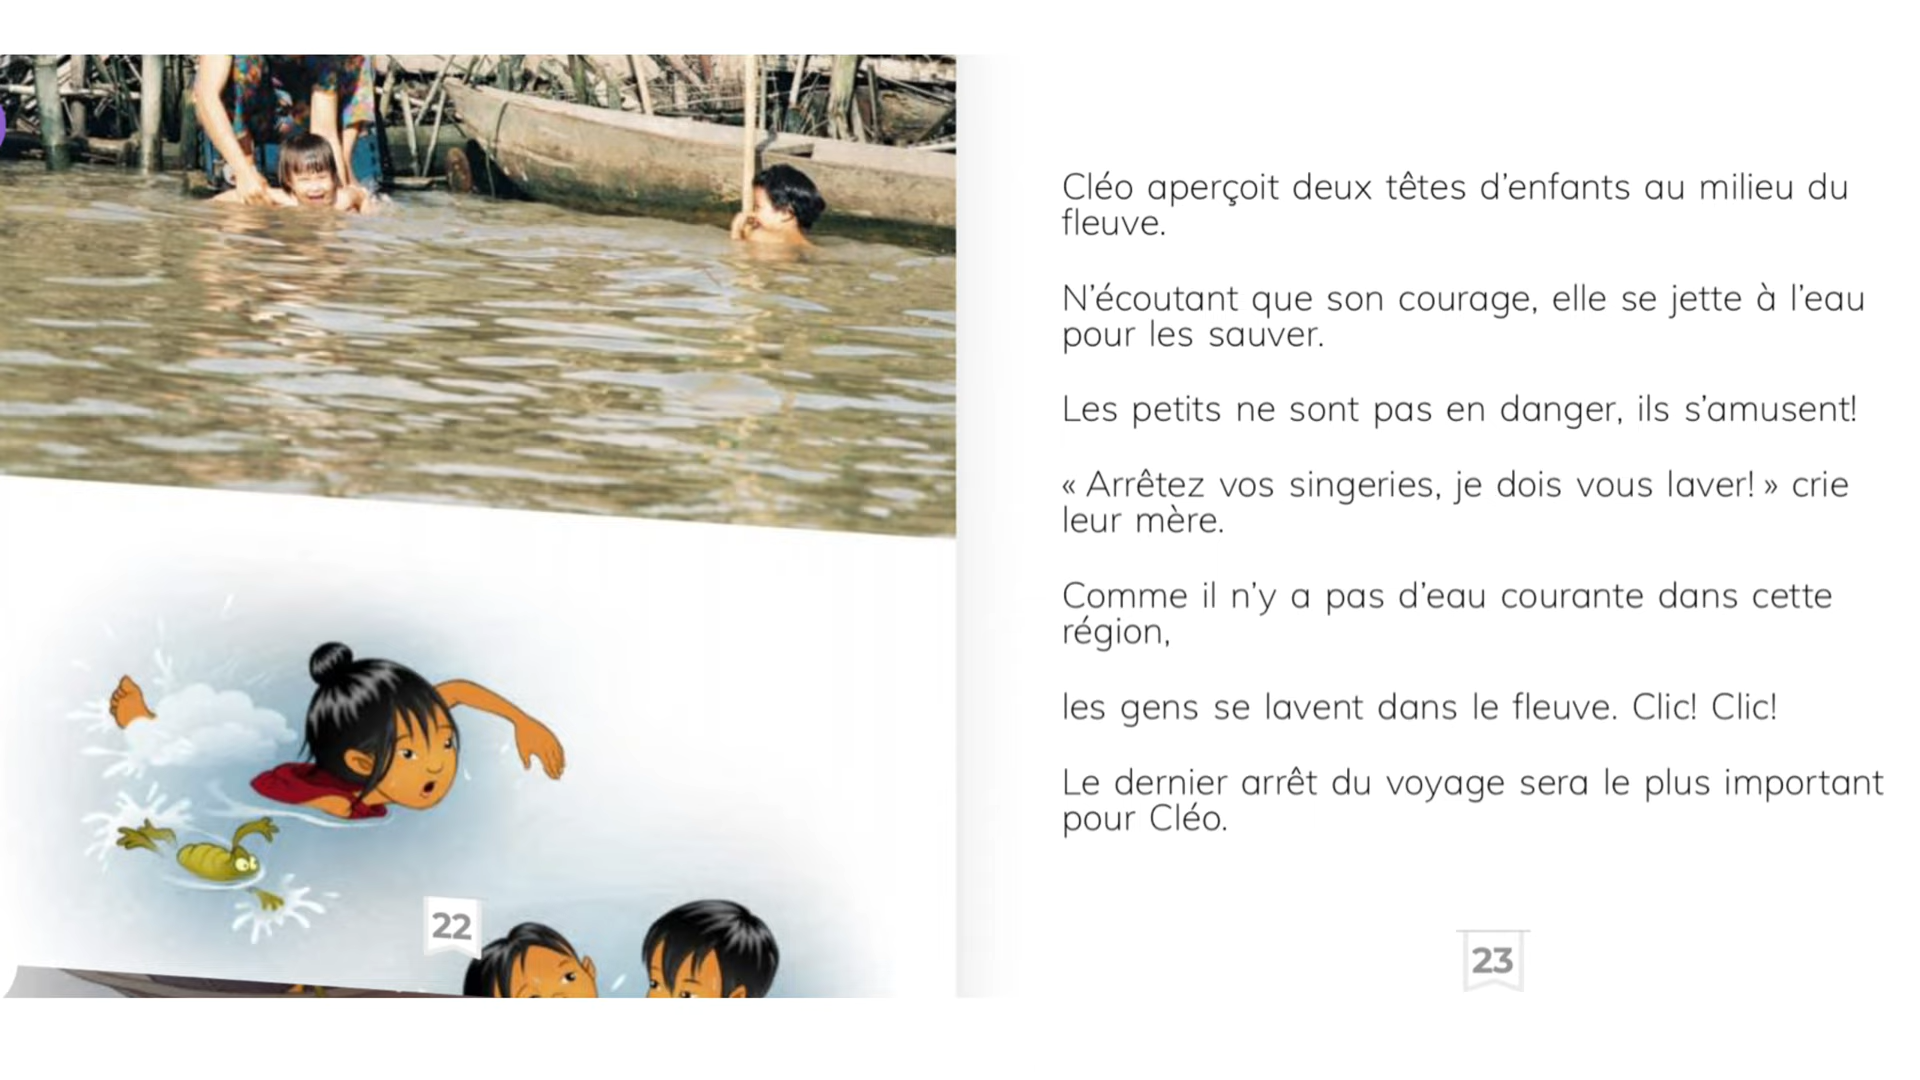 22
Cléo aperçoit deux têtes d’enfants au milieu du
fleuve.
N’écoutant que son courage, elle se jette à l’eau
pour les sauver.
Les petits ne sont pas en danger, ils s’amusent!
« Arrêtez vos singeries, je dois vous laver! » crie
leur mère.
Comme il n’y a pas d’eau courante dans cette
région,
les gens se lavent dans le fleuve. Clic! Clic!
Le dernier arrêt du voyage sera le plus important
pour Cléo.
23